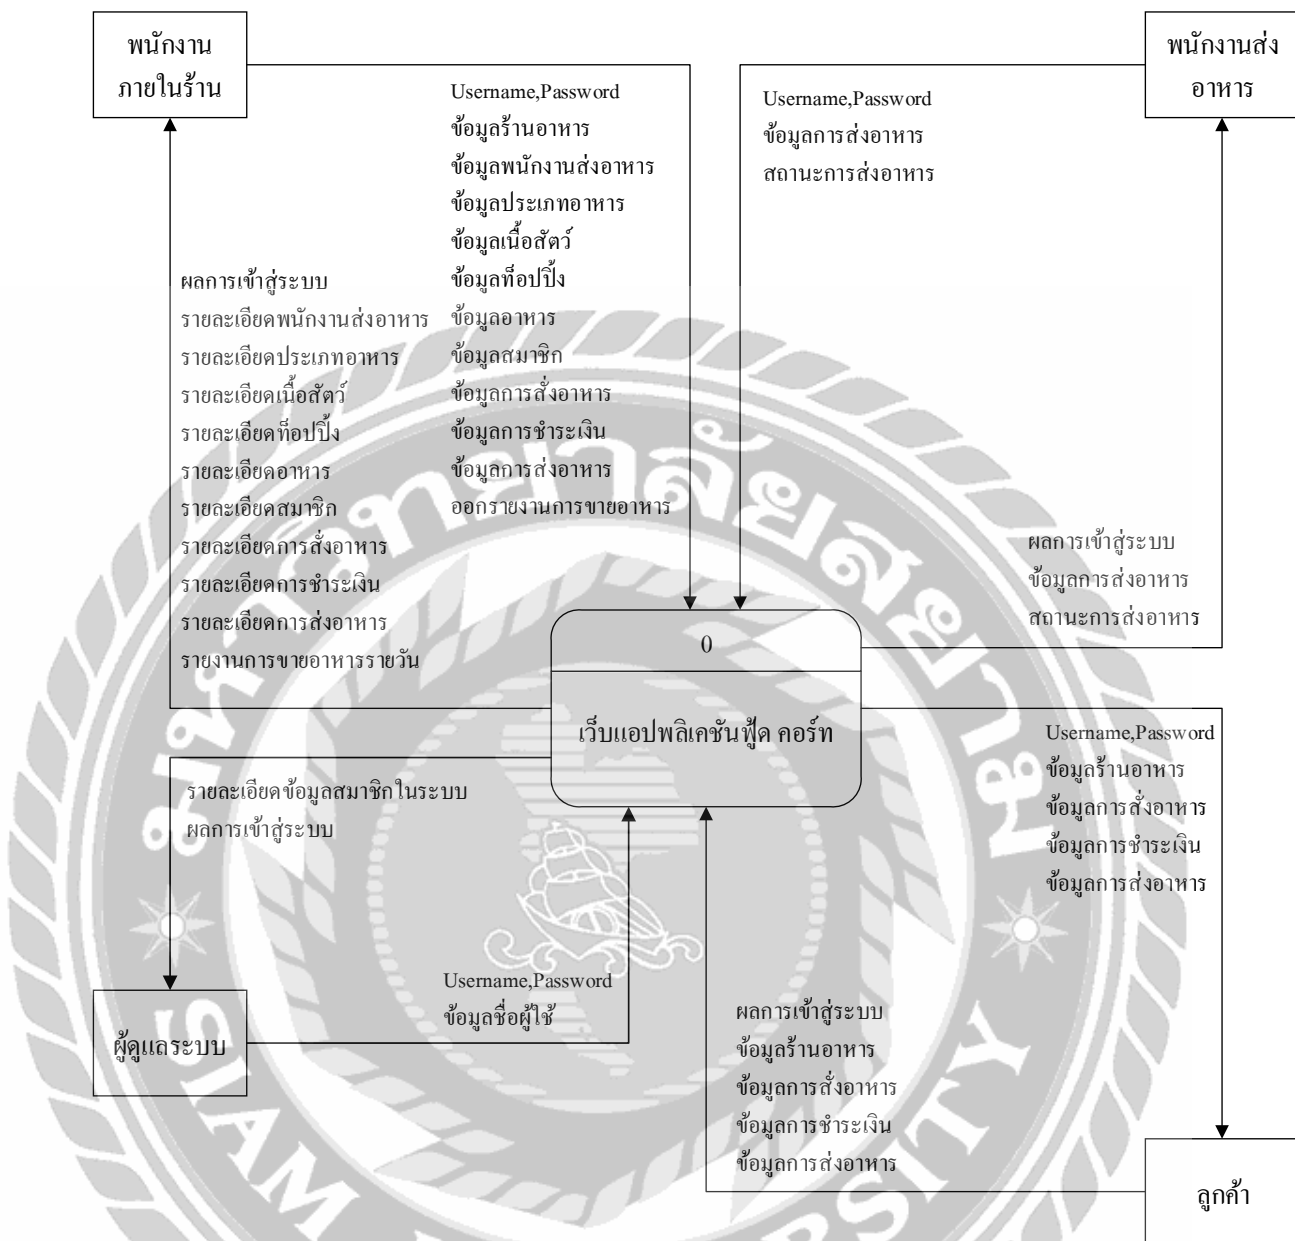 พนักงาน
ภายในร้าน
พนักงานส่ง
อาหาร
Username,Password
ข้อมูลร้านอาหาร
ข้อมูลพนักงานส่งอาหาร
ข้อมูลประเภทอาหาร
ข้อมูลเนื้อสัตว์
ข้อมูลท็อปปิ้ง
ข้อมูลอาหาร
ข้อมูลสมาชิก
ข้อมูลการสั่งอาหาร
ข้อมูลการชำระเงิน
ข้อมูลการส่งอาหาร
ออกรายงานการขายอาหาร
Username,Password
ข้อมูลการส่งอาหาร
สถานะการส่งอาหาร
ผลการเข้าสู่ระบบ
รายละเอียดพนักงานส่งอาหาร
รายละเอียดประเภทอาหาร
รายละเอียดเนื้อสัตว์
รายละเอียดท็อปปิ้ง
รายละเอียดอาหาร
รายละเอียดสมาชิก
รายละเอียดการสั่งอาหาร
รายละเอียดการชำระเงิน
รายละเอียดการส่งอาหาร
รายงานการขายอาหารรายวัน
ผลการเข้าสู่ระบบ
ข้อมูลการส่งอาหาร
สถานะการส่งอาหาร
0
เว็บแอปพลิเคชันฟู้ด คอร์ท
Username,Password
ข้อมูลร้านอาหาร
ข้อมูลการสั่งอาหาร
ข้อมูลการชำระเงิน
ข้อมูลการส่งอาหาร
รายละเอียดข้อมูลสมาชิกในระบบ
ผลการเข้าสู่ระบบ
Username,Password
ข้อมูลชื่อผู้ใช้
ผู้ดูแลระบบ
ผลการเข้าสู่ระบบ
ข้อมูลร้านอาหาร
ข้อมูลการสั่งอาหาร
ข้อมูลการชำระเงิน
ข้อมูลการส่งอาหาร
ลูกค้า
มหาวิทยาลัยสยาม
SIAM